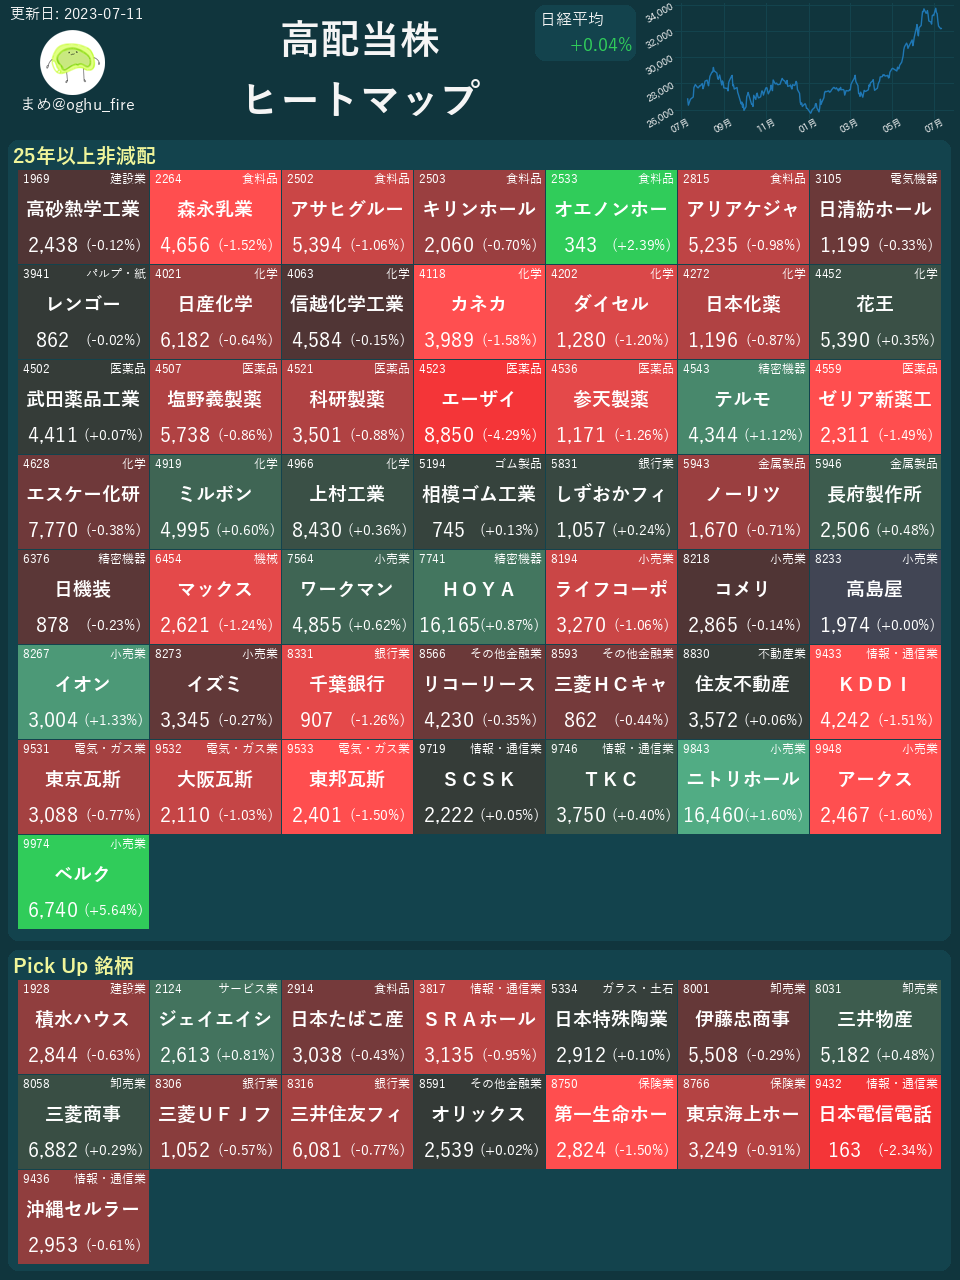 更新日: 2023-07-11
まめ@oghu_fire
高配当株
ヒートマップ
日経平均
+0.04%
34,000
32,000
30,000
28,000
26,000
07月 09月 11月 01月 03月 05月 07月
25年以上非減配
1969 建設業 2264 食料品 2502 食料品 2503 食料品 2533 食料品 2815 食料品 3105 電気機器
高砂熱学工業 森永乳業 アサヒグルー キリンホール オエノンホー アリアケジャ 日清紡ホール
2,438 (-0.12%) 4,656 (-1.52%) 5,394 (-1.06%) 2,060 (-0.70%) 343 (+2.39%) 5,235 (-0.98%) 1,199 (-0.33%)
3941 パルプ・紙 4021 化学 4063 化学 4118 化学 4202 化学 4272 化学 4452 化学
レンゴー 日産化学 信越化学工業 カネカ ダイセル 日本化薬 花王
862 (-0.02%) 6,182 (-0.64%) 4,584 (-0.15%) 3,989 (-1.58%) 1,280 (-1.20%) 1,196 (-0.87%) 5,390 (+0.35%)
4502 医薬品 4507 医薬品 4521 医薬品 4523 医薬品 4536 医薬品 4543 精密機器 4559 医薬品
武田薬品工業 塩野義製薬 科研製薬 エーザイ 参天製薬 テルモ ゼリア新薬工
4,411 (+0.07%) 5,738 (-0.86%) 3,501 (-0.88%) 8,850 (-4.29%) 1,171 (-1.26%) 4,344 (+1.12%) 2,311 (-1.49%)
4628 化学 4919 化学 4966 化学 5194 ゴム製品 5831 銀行業 5943 金属製品 5946 金属製品
エスケー化研 ミルボン 上村工業 相模ゴム工業 しずおかフィ ノーリツ 長府製作所
7,770 (-0.38%) 4,995 (+0.60%) 8,430 (+0.36%) 745 (+0.13%) 1,057 (+0.24%) 1,670 (-0.71%) 2,506 (+0.48%)
6376 精密機器 6454 機械 7564 小売業 7741 精密機器 8194 小売業 8218 小売業 8233 小売業
日機装 マックス ワークマン ＨＯＹＡ ライフコーポ コメリ 高島屋
878 (-0.23%) 2,621 (-1.24%) 4,855 (+0.62%) 16,165(+0.87%) 3,270 (-1.06%) 2,865 (-0.14%) 1,974 (+0.00%)
8267 小売業 8273 小売業 8331 銀行業 8566 その他金融業 8593 その他金融業 8830 不動産業 9433 情報・通信業
イオン イズミ 千葉銀行 リコーリース 三菱ＨＣキャ 住友不動産 ＫＤＤＩ
3,004 (+1.33%) 3,345 (-0.27%) 907 (-1.26%) 4,230 (-0.35%) 862 (-0.44%) 3,572 (+0.06%) 4,242 (-1.51%)
9531 電気・ガス業 9532 電気・ガス業 9533 電気・ガス業 9719 情報・通信業 9746 情報・通信業 9843 小売業 9948 小売業
東京瓦斯 大阪瓦斯 東邦瓦斯 ＳＣＳＫ ＴＫＣ ニトリホール アークス
3,088 (-0.77%) 2,110 (-1.03%) 2,401 (-1.50%) 2,222 (+0.05%) 3,750 (+0.40%) 16,460(+1.60%) 2,467 (-1.60%)
9974 小売業
ベルク
6,740 (+5.64%)
Pick Up 銘柄
1928 建設業 2124 サービス業 2914 食料品 3817 情報・通信業 5334 ガラス・土石 8001 卸売業 8031 卸売業
積水ハウス ジェイエイシ 日本たばこ産 ＳＲＡホール 日本特殊陶業 伊藤忠商事 三井物産
2,844 (-0.63%) 2,613 (+0.81%) 3,038 (-0.43%) 3,135 (-0.95%) 2,912 (+0.10%) 5,508 (-0.29%) 5,182 (+0.48%)
8058 卸売業 8306 銀行業 8316 銀行業 8591 その他金融業 8750 保険業 8766 保険業 9432 情報・通信業
三菱商事 三菱ＵＦＪフ 三井住友フィ オリックス 第一生命ホー 東京海上ホー 日本電信電話
6,882 (+0.29%) 1,052 (-0.57%) 6,081 (-0.77%) 2,539 (+0.02%) 2,824 (-1.50%) 3,249 (-0.91%) 163 (-2.34%)
9436 情報・通信業
沖縄セルラー
2,953 (-0.61%)